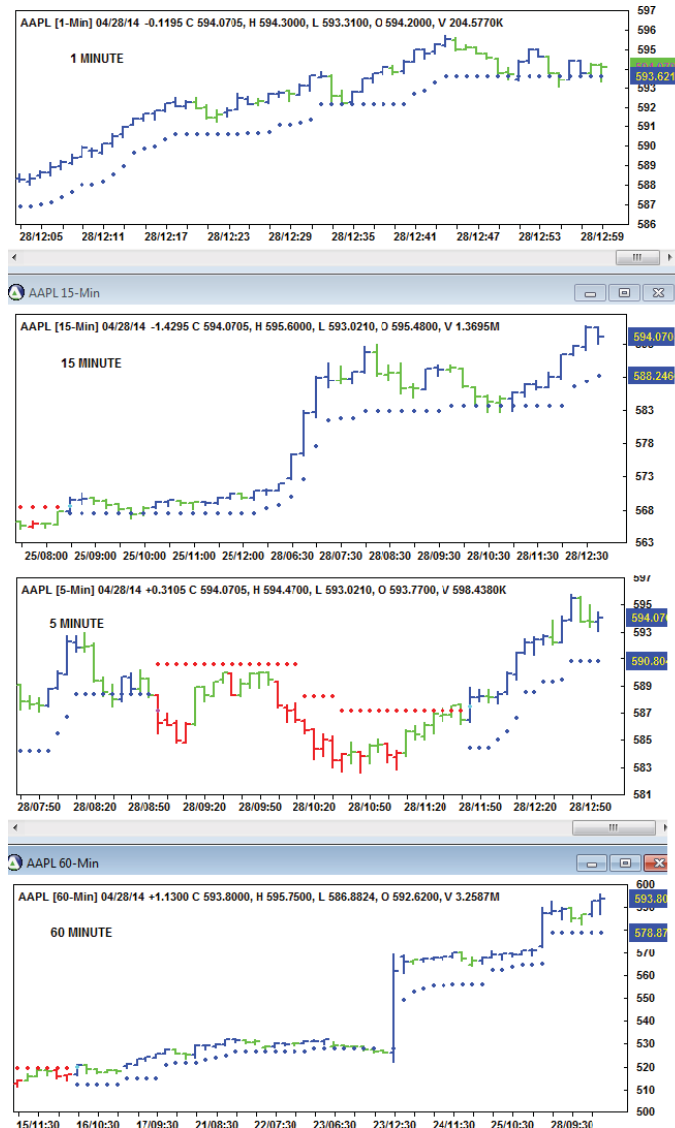 AAPL [1-Min] 04/28/14 -0.1195 C 594.0705, H 594.3000, L 593.3100, O 594.2000, V 204.5770K
1 MINUTE
597
596
595
593.621
593
592
591
590
589
588
587
586
28/12:05 28/12:11 28/12:17 28/12:23 28/12:29 28/12:35 28/12:41 28/12:47 28/12:53 28/12:59
AAPL 15-Min
AAPL [15-Min] 04/28/14 -1.4295 C 594.0705, H 595.6000, L 593.0210, O 595.4800, V 1.3695M
15 MINUTE
594.070
588.246
583
578
573
568
563
25/08:00 25/09:00 25/10:00 25/11:00 25/12:00 28/06:30 28/07:30 28/08:30 28/09:30 28/10:30 28/11:30 28/12:30
AAPL [5-Min] 04/28/14 +0.3105 C 594.0705, H 594.4700, L 593.0210, O 593.7700, V 598.4380K
5 MINUTE
597
595
594.070
593
590.804
589
587
585
583
581
28/07:50 28/08:20 28/08:50 28/09:20 28/09:50 28/10:20 28/10:50 28/11:20 28/11:50 28/12:20 28/12:50
AAPL 60-Min
AAPL [60-Min] 04/28/14 +1.1300 C 593.8000, H 595.7500, L 586.8824, O 592.6200, V 3.2587M
60 MINUTE
600
593.80
578.87
570
560
550
540
530
520
510
500
15/11:30 16/10:30 17/09:30 21/08:30 22/07:30 23/06:30 23/12:30 24/11:30 25/10:30 28/09:30